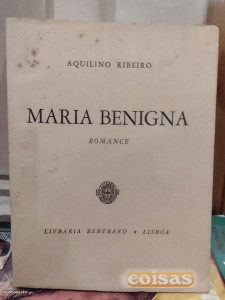 AQUILINO RIBEIRO
MARIA BENIGNA
ROMANCE
LIVRARIA BERTRAND • LISBOA
coisas